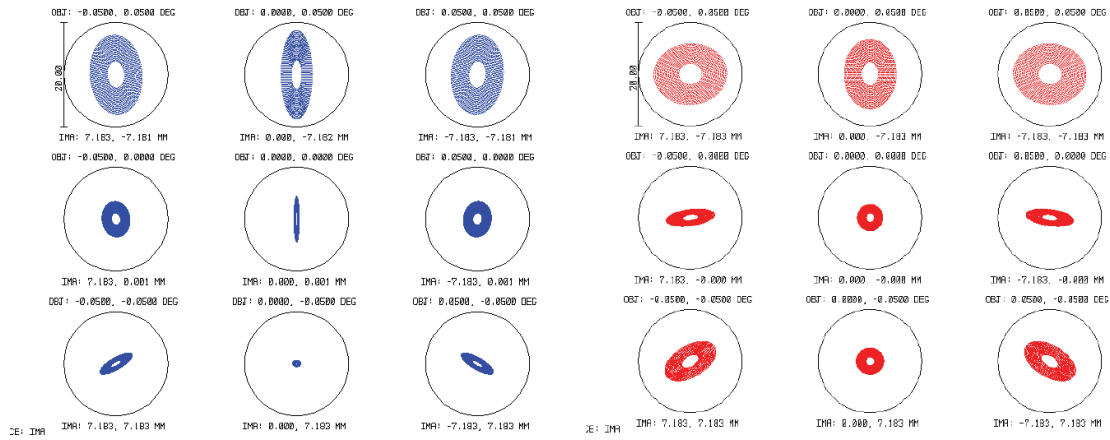 OBJ: -0.0500, 0.0500 DEG
OBJ: 0.0000, 0.0500 DEG
OBJ: 0.0500, 0.0500 DEG
20.00
IMA: 7.183, -7.181 MM
IMA: 0.000, -7.182 MM
IMA: -7.183, -7.181 MM
OBJ: -0.0500, 0.0000 DEG
OBJ: 0.0000, 0.0000 DEG
OBJ: 0.0500, 0.0000 DEG
IMA: 7.183, 0.001 MM
IMA: 0.000, 0.001 MM
IMA: -7.183, 0.001 MM
OBJ: -0.0500, -0.0500 DEG
OBJ: 0.0000, -0.0500 DEG
OBJ: 0.0500, -0.0500 DEG
IMA: 7.183, 7.183 MM
IMA: 0.000, 7.183 MM
IMA: -7.183, 7.183 MM
CE: IMA
OBJ: -0.0500, 0.0500 DEG
OBJ: 0.0000, 0.0500 DEG
OBJ: 0.0500, 0.0500 DEG
20.00
IMA: 7.183, -7.183 MM
IMA: 0.000, -7.183 MM
IMA: -7.183, -7.183 MM
OBJ: -0.0500, 0.0000 DEG
OBJ: 0.0000, 0.0000 DEG
OBJ: 0.0500, 0.0000 DEG
IMA: 7.183, -0.000 MM
IMA: 0.000, -0.000 MM
IMA: -7.183, -0.000 MM
OBJ: -0.0500, -0.0500 DEG
OBJ: 0.0000, -0.0500 DEG
OBJ: 0.0500, -0.0500 DEG
IMA: 7.183, 7.183 MM
IMA: 0.000, 7.183 MM
IMA: -7.183, 7.183 MM
CE: IMA